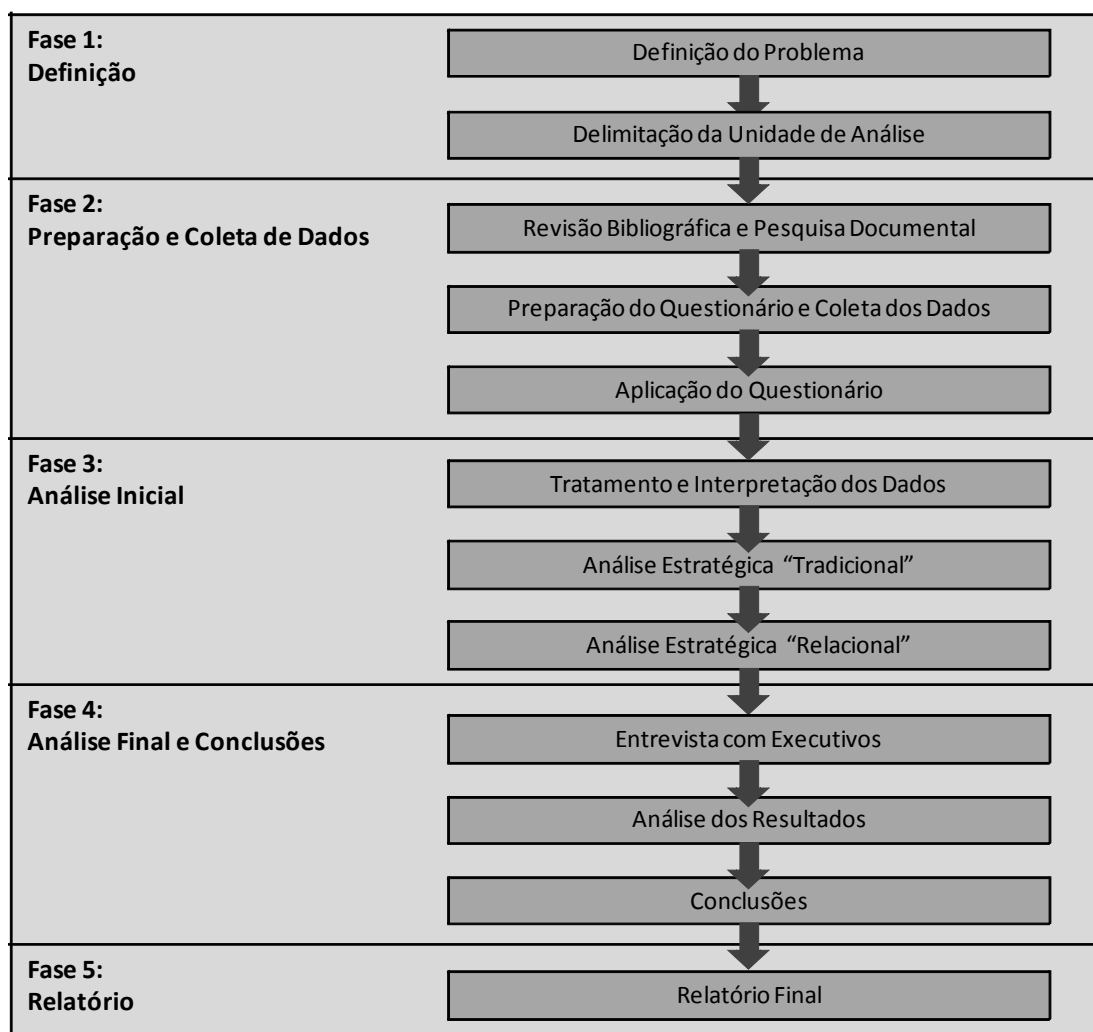 Fase 1:
Definição
Definição do Problema
Delimitação da Unidade de Análise
Fase 2:
Preparação e Coleta de Dados
Revisão Bibliográfica e Pesquisa Documental
Preparação do Questionário e Coleta dos Dados
Aplicação do Questionário
Fase 3:
Análise Inicial
Tratamento e Interpretação dos Dados
Análise Estratégica “Tradicional”
Análise Estratégica “Relacional”
Fase 4:
Análise Final e Conclusões
Entrevista com Executivos
Análise dos Resultados
Conclusões
Fase 5:
Relatório
Relatório Final